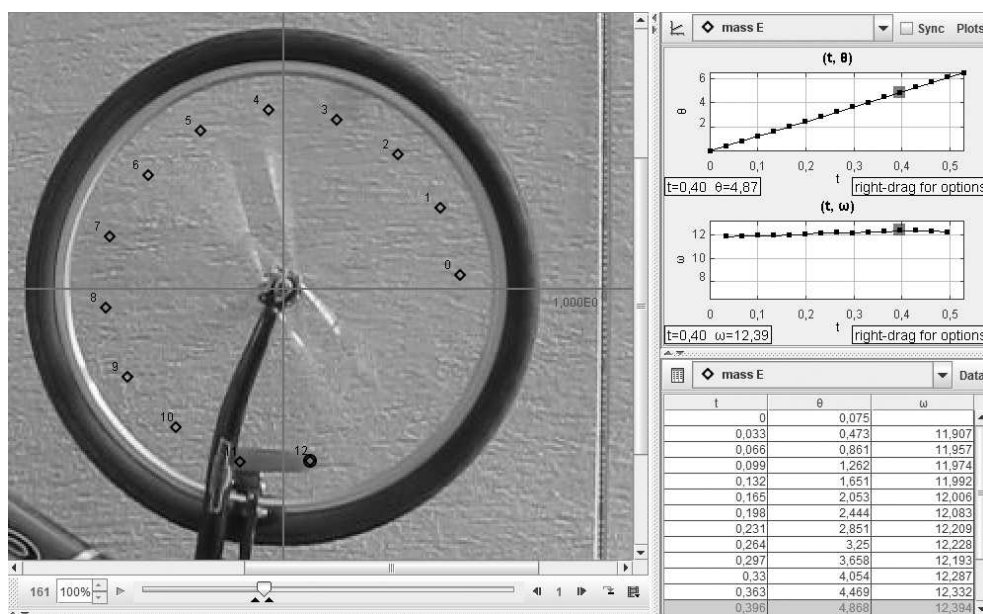 4
3
5
2
6
1
7
0
1,000E0
8
9
10
11
12
161 100% 1
mass E Sync Plots
(t, θ)
6
4
2
θ
0 0,1 0,2 0,3 0,4 0,5
t
t=0,40 θ=4,87 right-drag for options
(t, ω)
12
10
8
ω
0 0,1 0,2 0,3 0,4 0,5
t
t=0,40 ω=12,39 right-drag for options
mass E Data
t θ ω
0 0,075
0,033 0,473 11,907
0,066 0,861 11,957
0,099 1,262 11,974
0,132 1,651 11,992
0,165 2,053 12,006
0,198 2,444 12,083
0,231 2,851 12,209
0,264 3,25 12,228
0,297 3,658 12,193
0,33 4,054 12,287
0,363 4,469 12,332
0,396 4,868 12,394